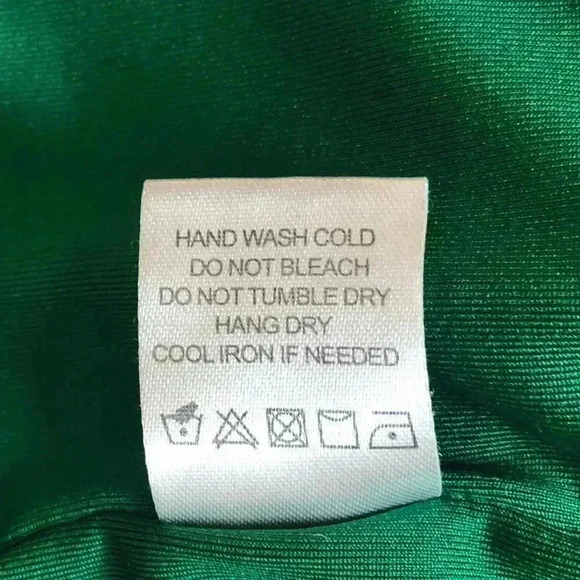 HAND WASH COLD
DO NOT BLEACH
DO NOT TUMBLE DRY
HANG DRY
COOL IRON IF NEEDED